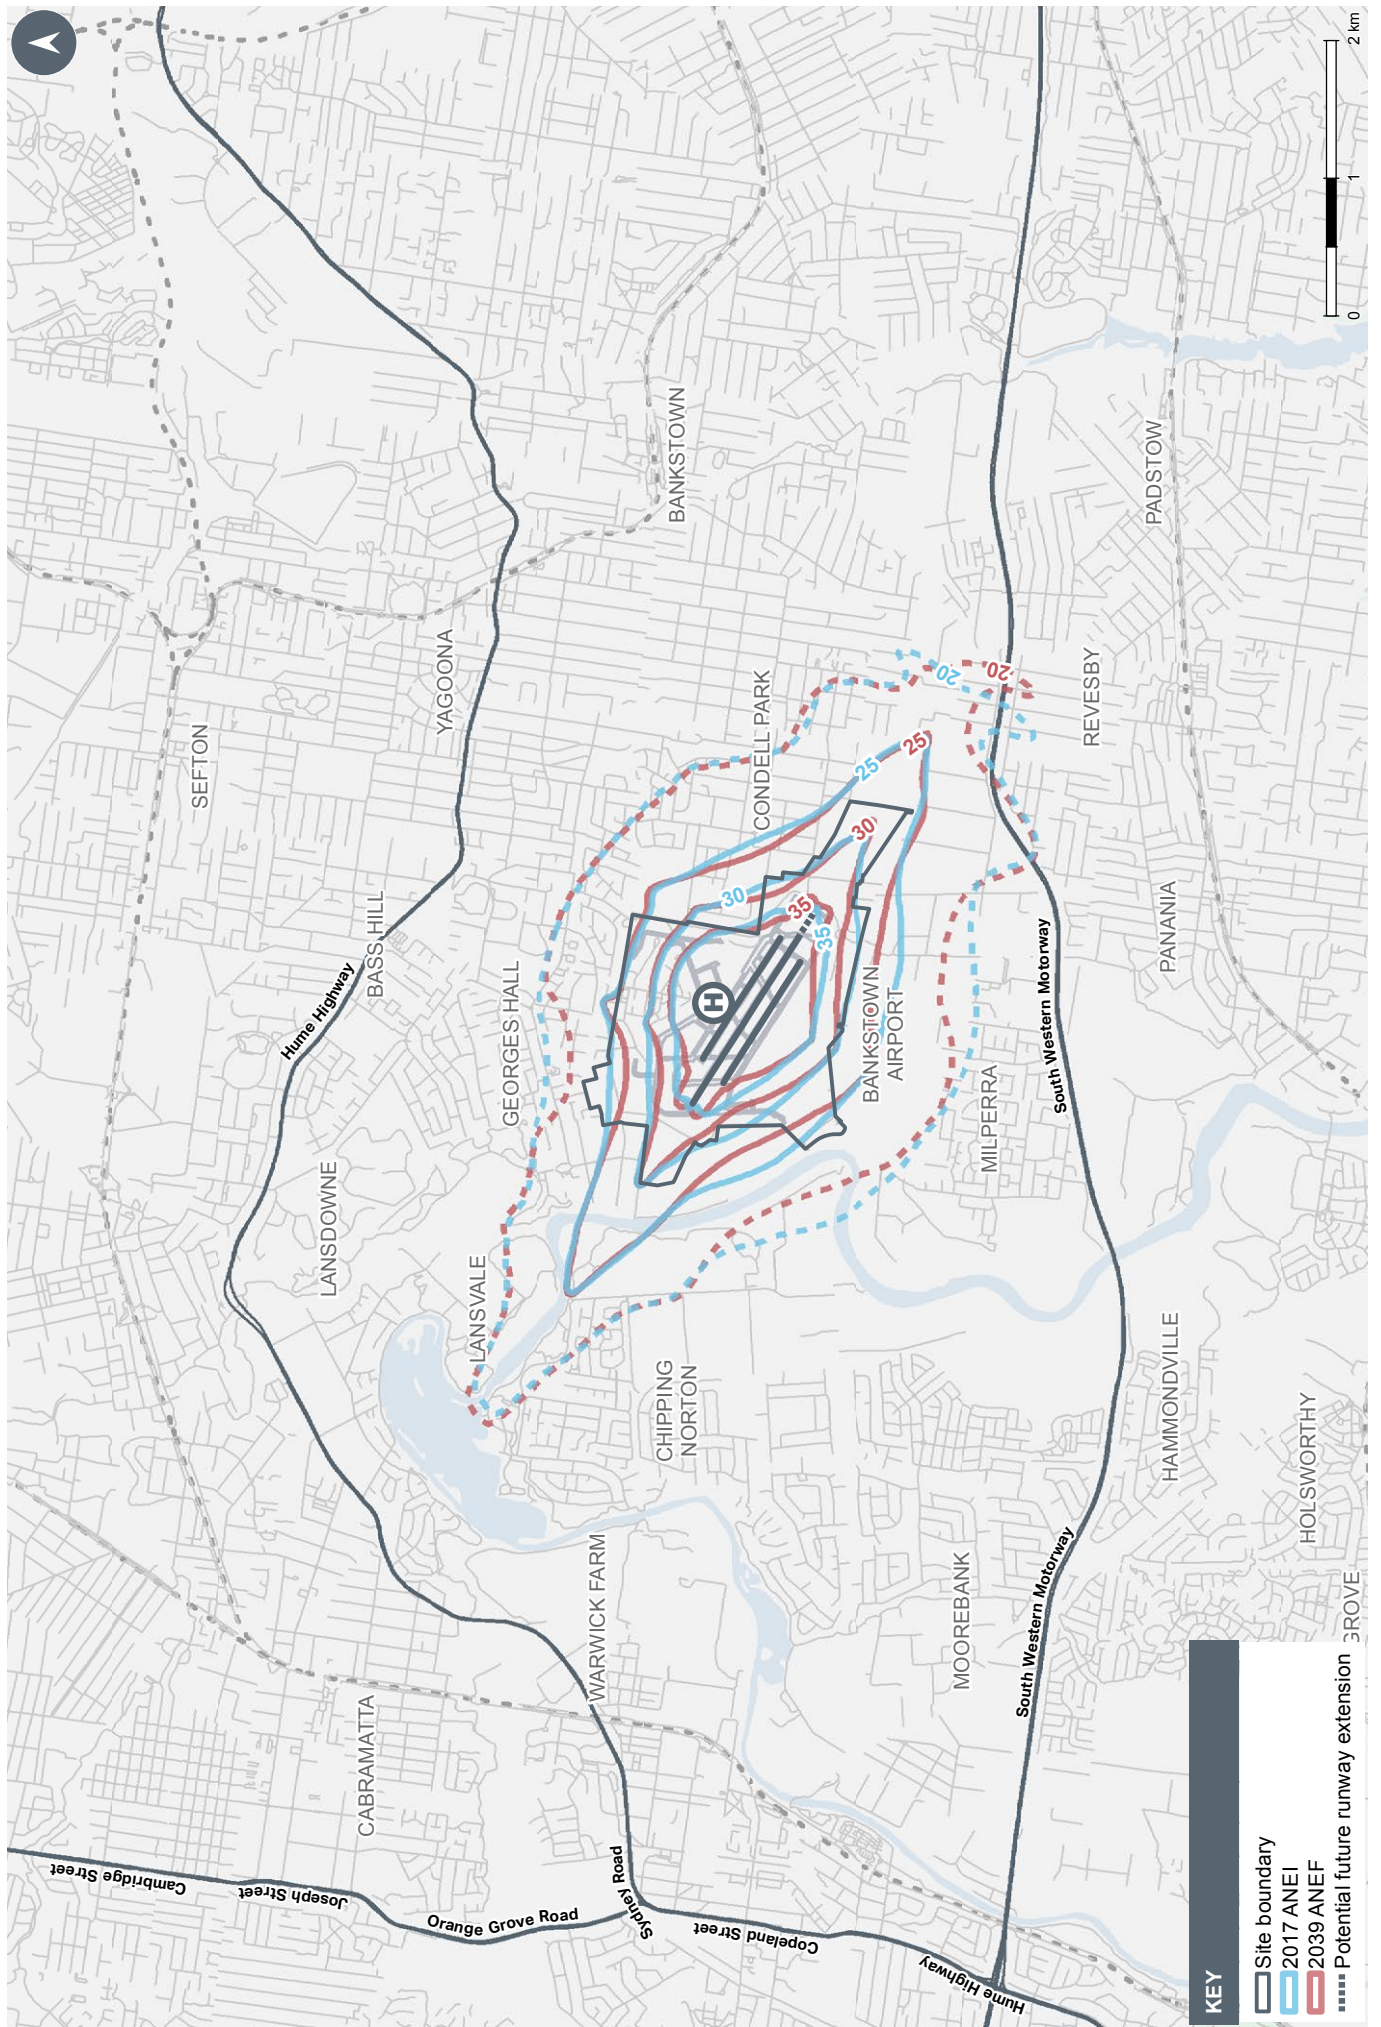 SEFTON
YAGOONA
BANKSTOWN
BASS HILL
Hume Highway
CONDELL PARK
GEORGES HALL
LANSDOWNE
LANSVALE
PADSTOW
REVESBY
PANANIA
MILPERRA
BANKSTOWN
AIRPORT
South Western Motorway
CHIPPING
NORTON
HAMMONDVILLE
HOLSWORTHY
WARWICK FARM
MOOREBANK
South Western Motorway
CABRAMATTA
Cambridge Street
Joseph Street
Orange Grove Road
Sydney Road
Copeland Street
Hume Highway
GROVE
20
20
25
25
30
30
35
35
H
0
1
2 km
KEY
Site boundary
2017 ANEI
2039 ANEF
Potential future runway extension